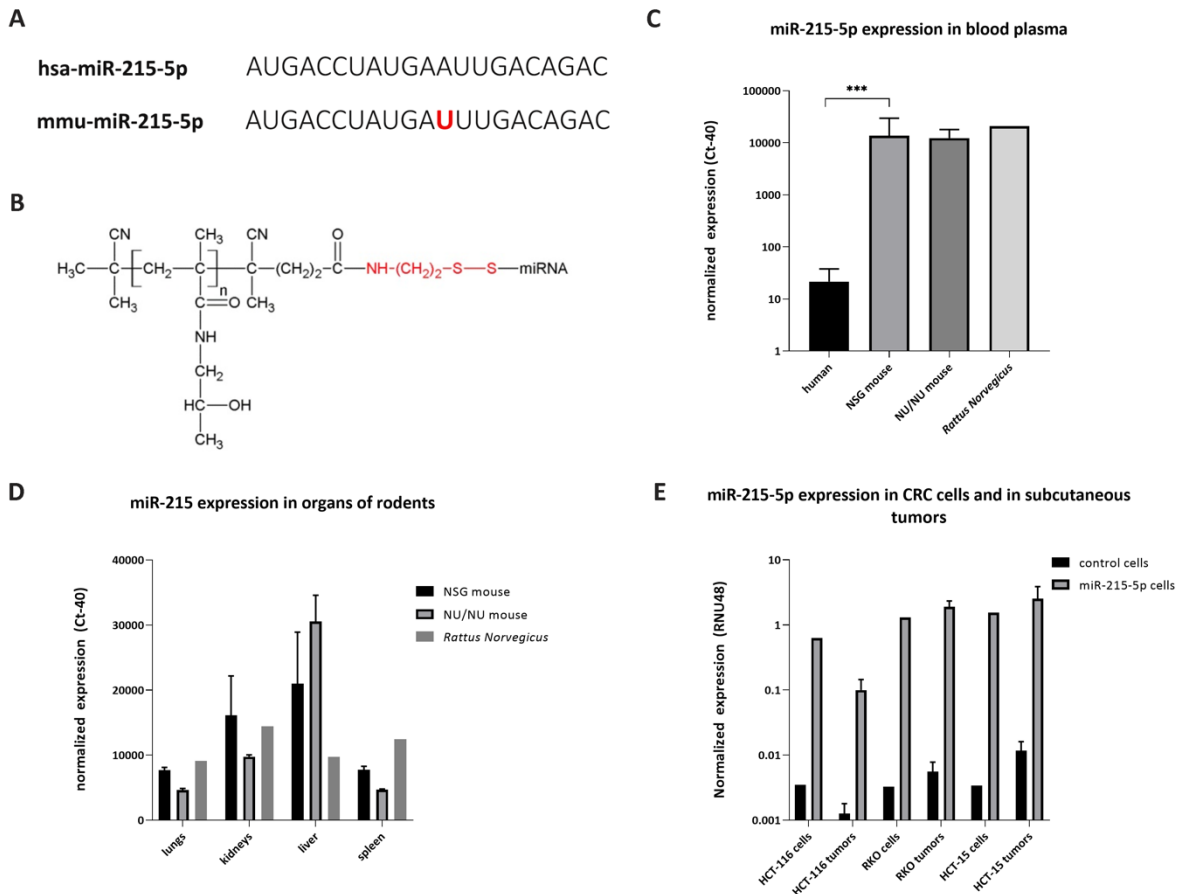 A
hsa-miR-215-5p AUGACCUAUGAAUUGACAGAC
mmu-miR-215-5p AUGACCUAUGAUUUGACAGAC
B
CN CH₃ CN O
H₃C—C—[CH₂—C]n—C—(CH₂)₂—C—NH-(CH₂)₂-S—S—miRNA
CH₃ C=O CH₃
NH
CH₂
HC—OH
CH₃
C
miR-215-5p expression in blood plasma
normalized expression (Ct-40)
100000
10000
1000
100
10
1
***
human
NSG mouse
NU/NU mouse
Rattus Norvegicus
D
miR-215 expression in organs of rodents
normalized expression (Ct-40)
40000
30000
20000
10000
0
lungs
kidneys
liver
spleen
NSG mouse
NU/NU mouse
Rattus Norvegicus
E
miR-215-5p expression in CRC cells and in subcutaneous
tumors
Normalized expression (RNU48)
10
1
0.1
0.01
0.001
HCT-116 cells
HCT-116 tumors
RKO cells
RKO tumors
HCT-15 cells
HCT-15 tumors
control cells
miR-215-5p cells